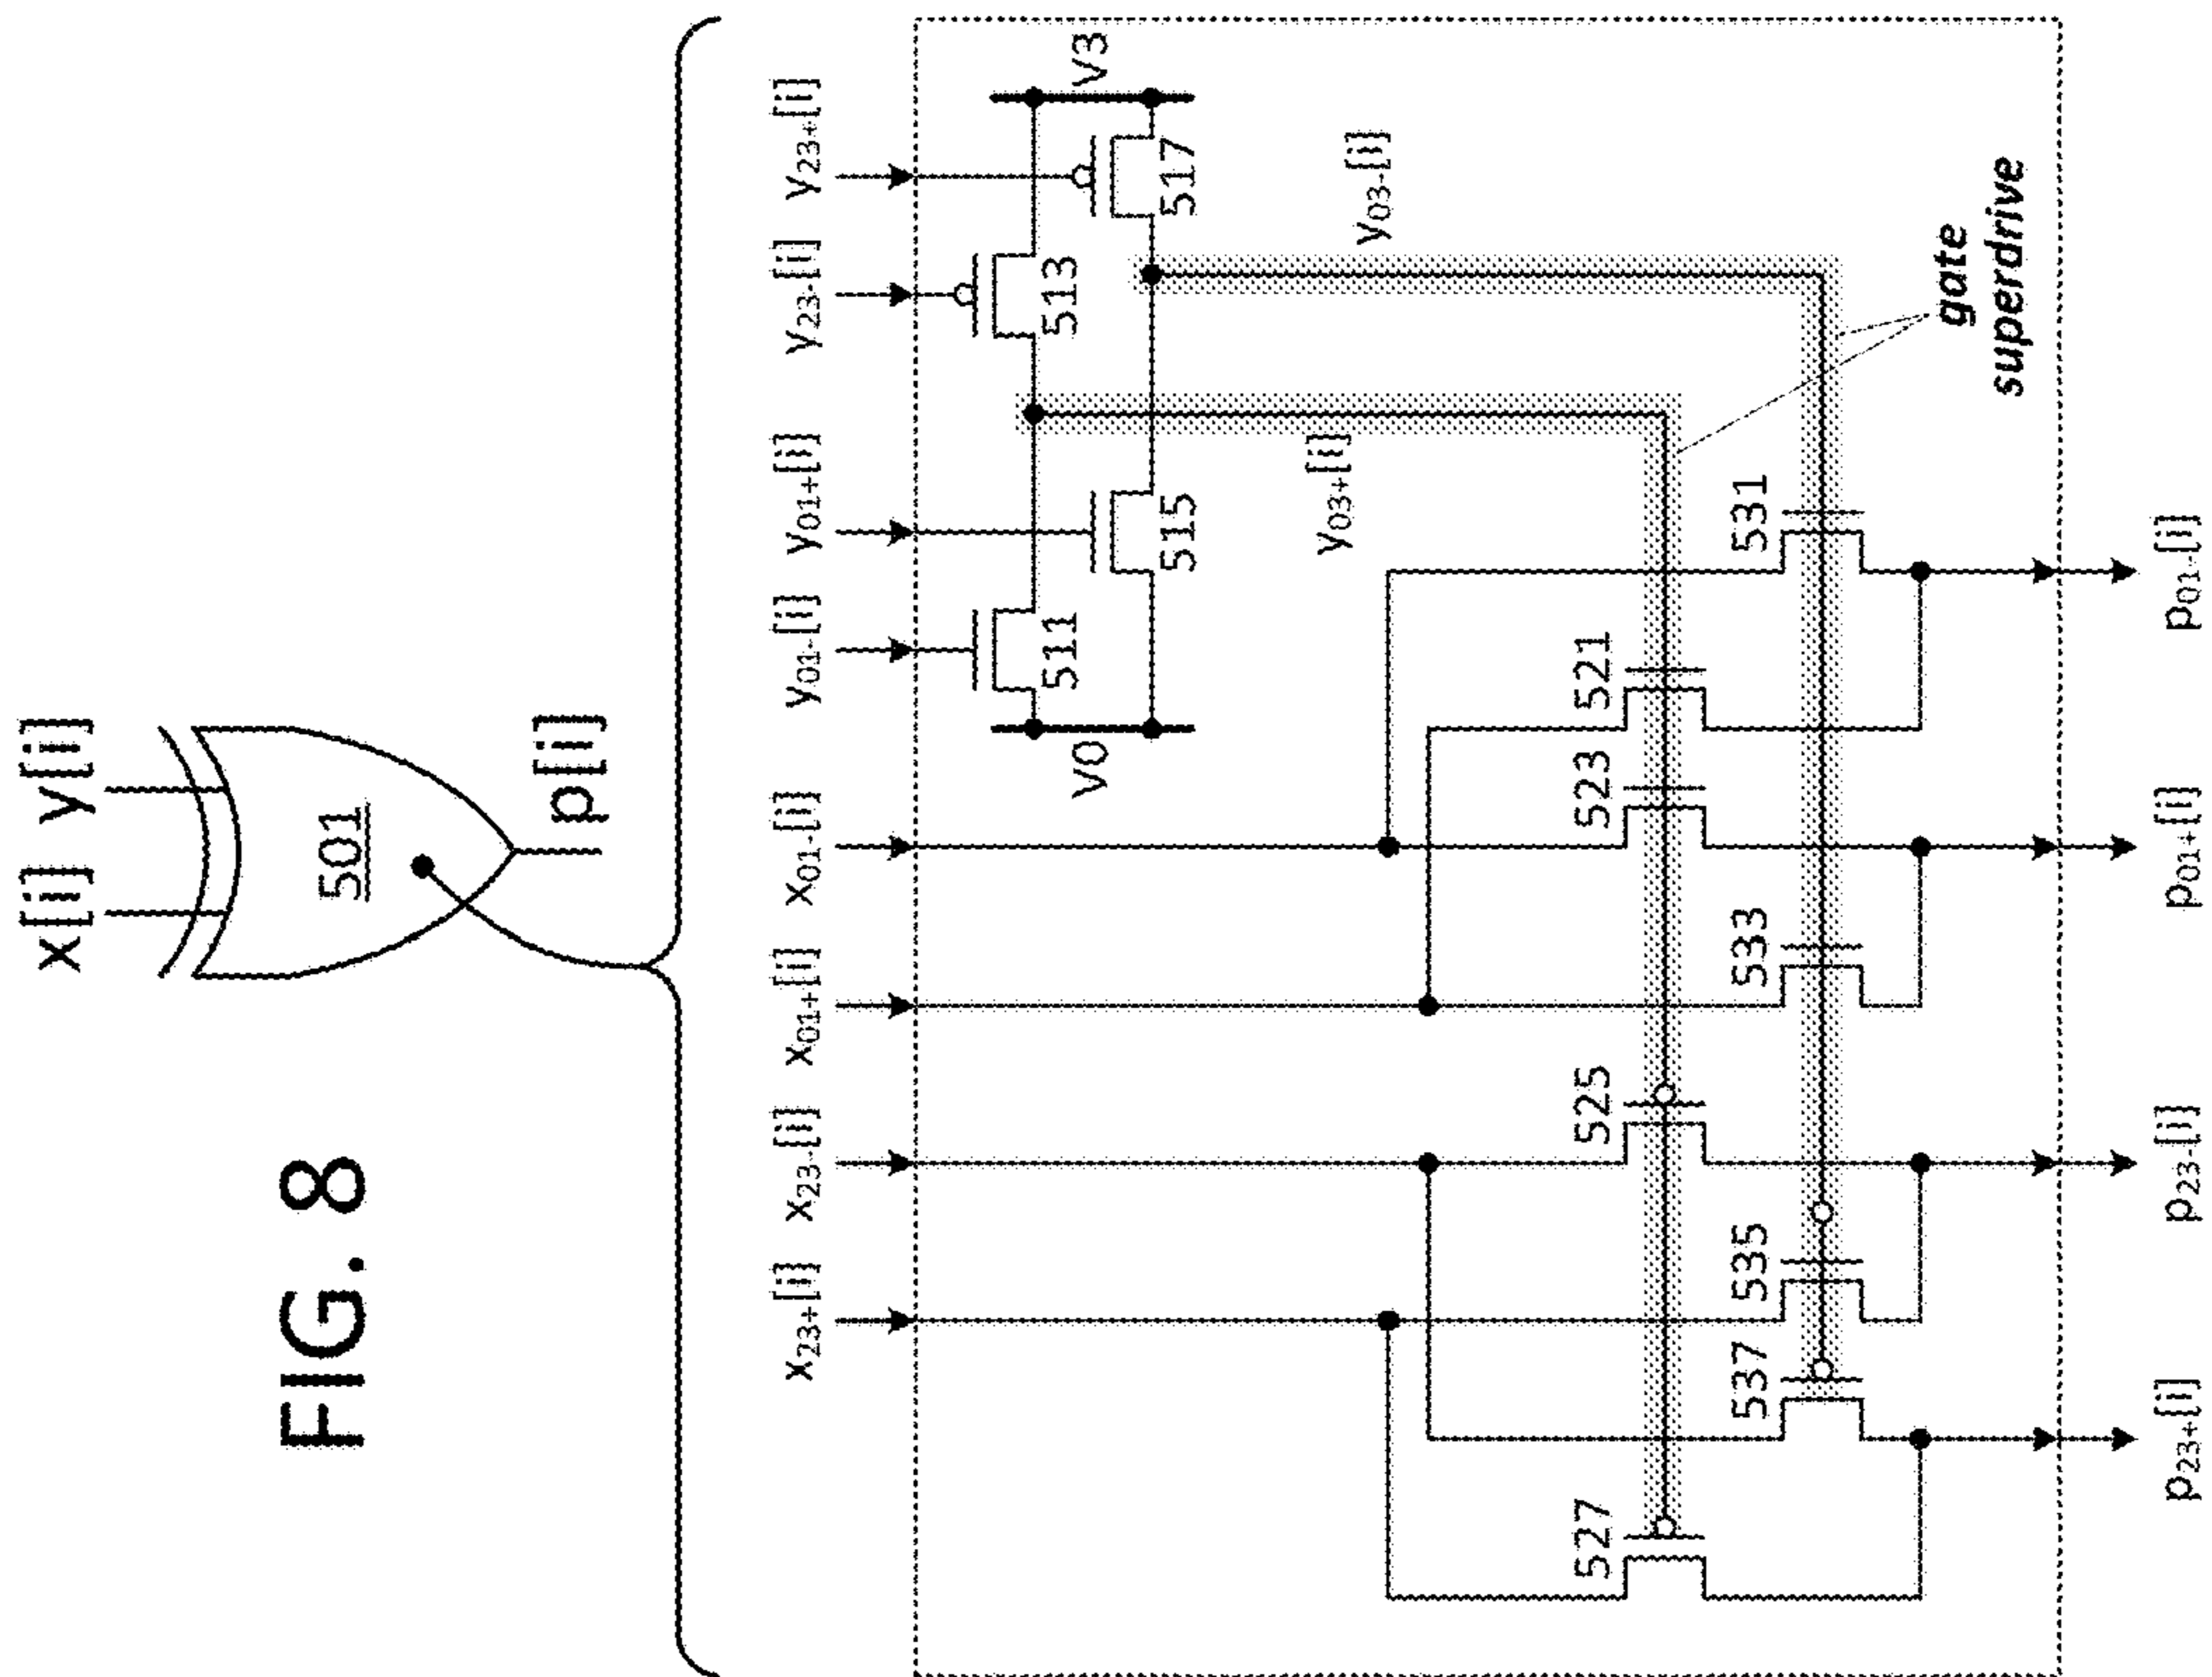 FIG. 8
x[i] y[i]
501
p[i]
x23+[i] x23-[i] x01+[i] x01-[i] y01-[i] y01+[i] y23-[i] y23+[i]
V0
V3
511
513
515
517
y03+[i]
y03-[i]
527
525
523
521
537
535
533
531
gate
superdrive
p23+[i] p23-[i] p01+[i] p01-[i]